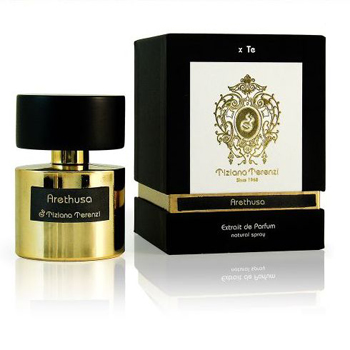 Arethusa
Tiziana Terenzi
x Te
Tiziana Terenzi
Since 1968
Arethusa
Extrait de Parfum
natural spray